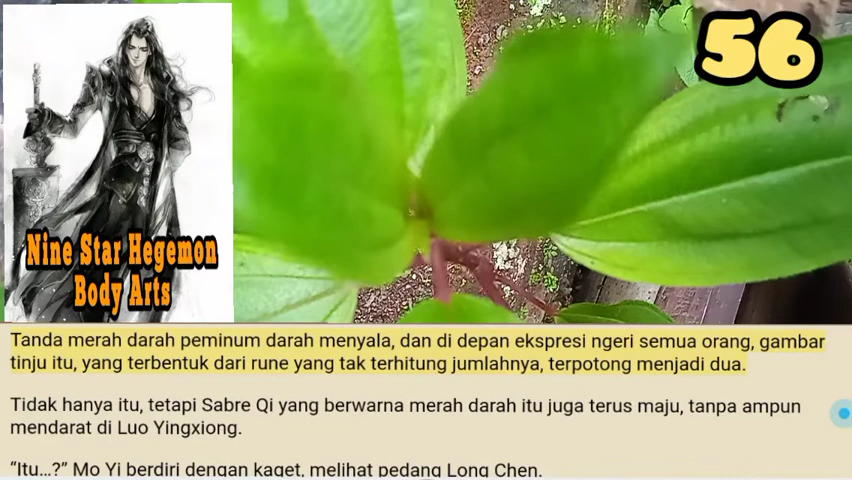 56
Nine Star Hegemon
Body Arts
Tanda merah darah peminum darah menyala, dan di depan ekspresi ngeri semua orang, gambar
tinju itu, yang terbentuk dari rune yang tak terhitung jumlahnya, terpotong menjadi dua.
Tidak hanya itu, tetapi Sabre Qi yang berwarna merah darah itu juga terus maju, tanpa ampun
mendarat di Luo Yingxiong.
“Itu…?” Mo Yi berdiri dengan kaget, melihat pedang Long Chen.